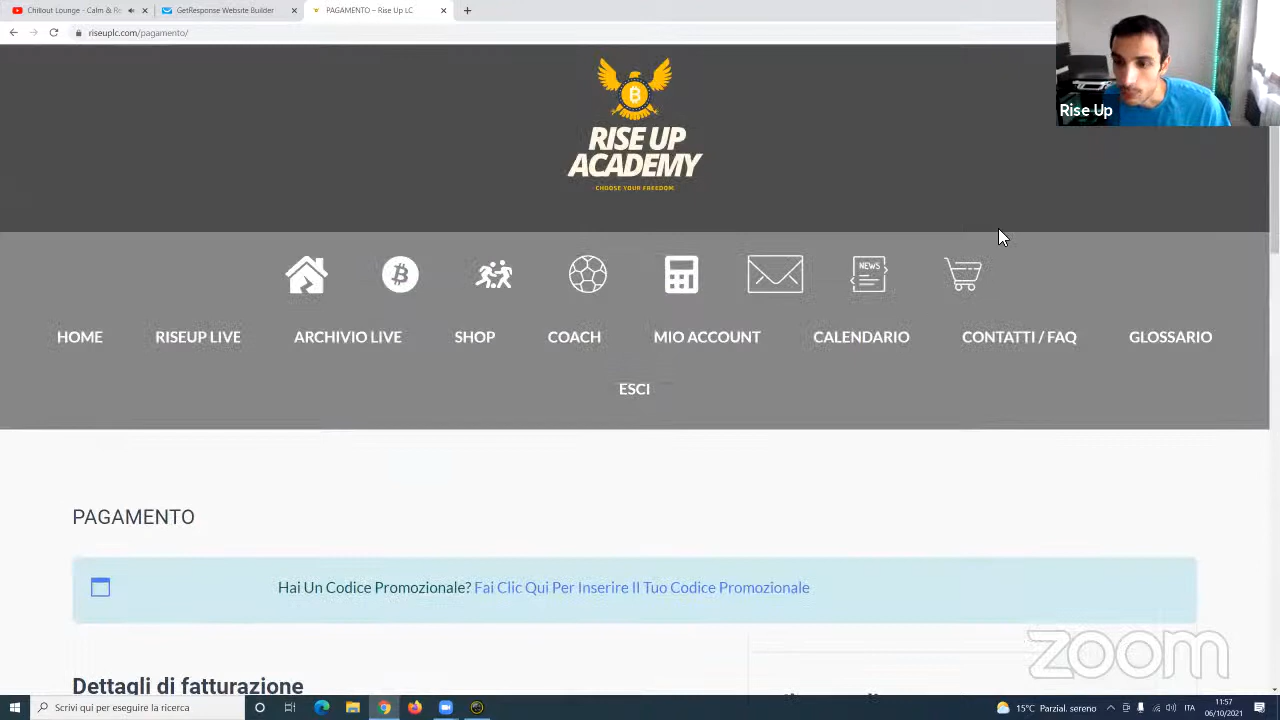 Chillout Lounge - Calm & Re
GetResponse Website Builder
PAGAMENTO – Rise Up LC
riseuplc.com/pagamento/
Rise Up
B
RISE UP
ACADEMY
CHOOSE YOUR FREEDOM
NEWS
HOME
RISEUP LIVE
ARCHIVIO LIVE
SHOP
COACH
MIO ACCOUNT
CALENDARIO
CONTATTI / FAQ
GLOSSARIO
ESCI
PAGAMENTO
Hai Un Codice Promozionale? Fai Clic Qui Per Inserire Il Tuo Codice Promozionale
zoom
Dettagli di fatturazione
Scrivi qui per eseguire la ricerca
15°C Parzial. sereno
ITA
11:57
06/10/2021